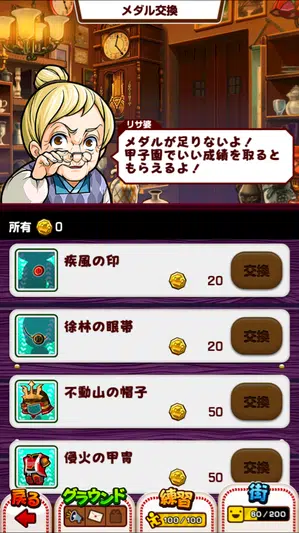 メダル交換
リサ婆
メダルが足りないよ!
甲子園でいい成績を取ると
もらえるよ!
所有 0
疾風の印
20
交換
徐林の眼帯
20
交換
不動山の帽子
50
交換
侵火の甲冑
50
交換
戻る
グラウンド
練習
100/100
街
60/200